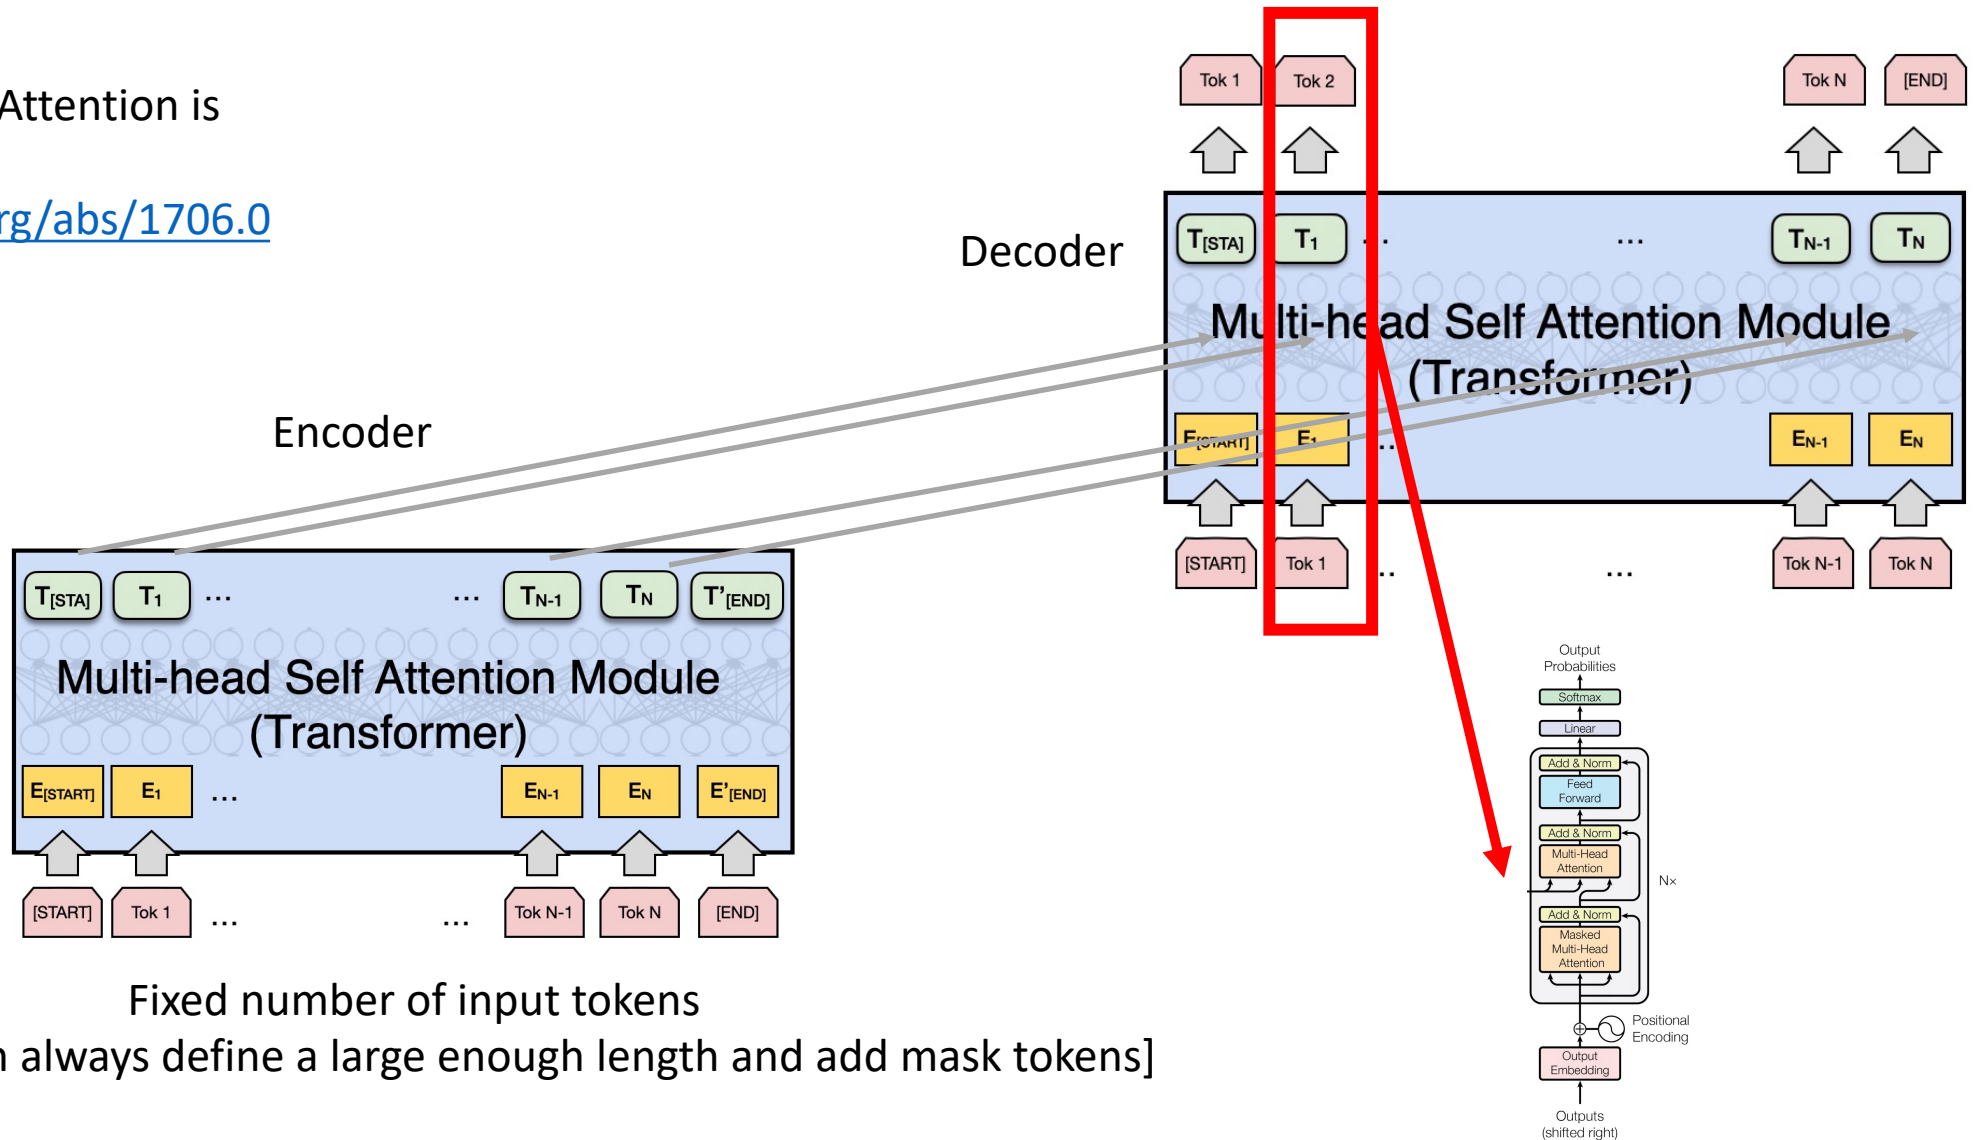 Attention is
rg/abs/1706.0
Tok 1
Tok 2
Tok N
[END]
Decoder
T[STA]
T1
...
...
TN-1
TN
Multi-head Self Attention Module
(Transformer)
E[START]
E1
..
EN-1
EN
[START]
Tok 1
..
...
Tok N-1
Tok N
Encoder
T[STA]
T1
...
...
TN-1
TN
T'[END]
Multi-head Self Attention Module
(Transformer)
E[START]
E1
...
EN-1
EN
E'[END]
[START]
Tok 1
...
...
Tok N-1
Tok N
[END]
Fixed number of input tokens
n always define a large enough length and add mask tokens]
Output
Probabilities
Softmax
Linear
Add & Norm
Feed
Forward
Add & Norm
Multi-Head
Attention
N×
Add & Norm
Masked
Multi-Head
Attention
Positional
Encoding
Output
Embedding
Outputs
(shifted right)